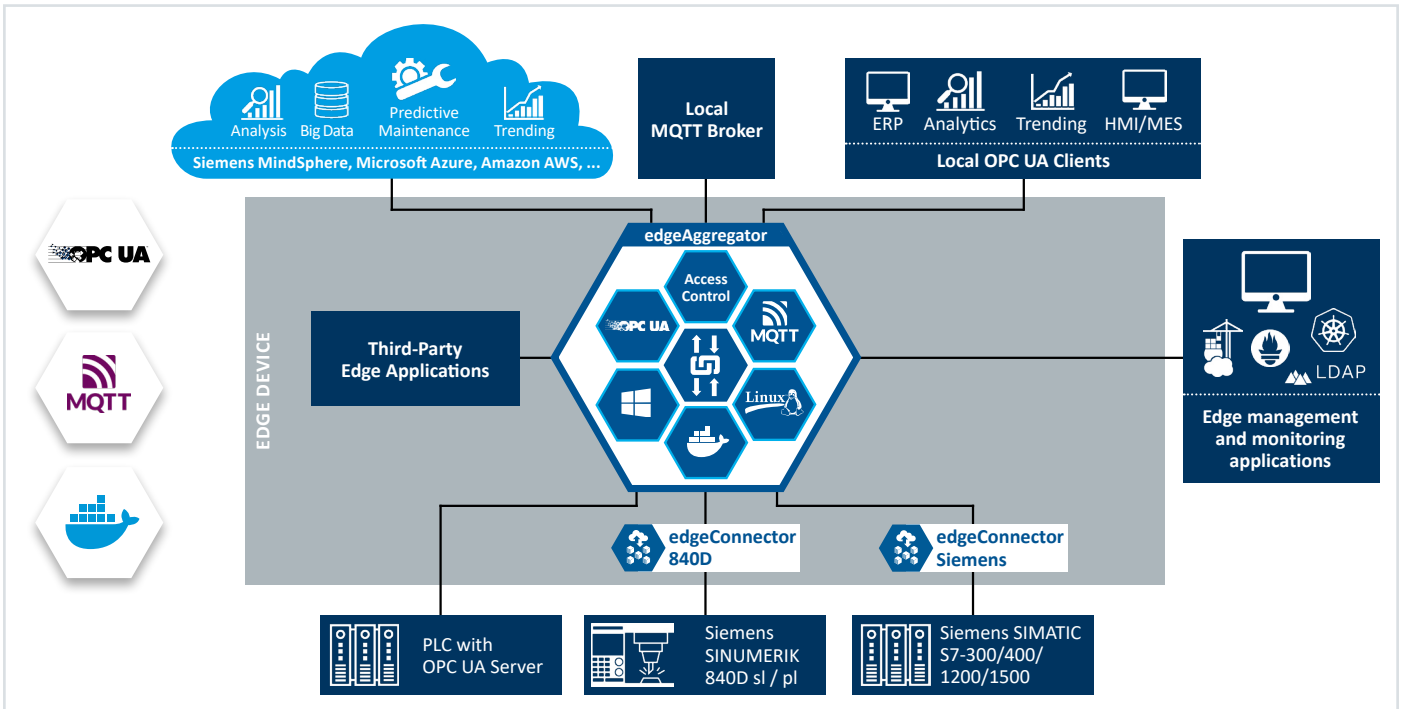 Analysis
Big Data
Predictive
Maintenance
Trending
Siemens MindSphere, Microsoft Azure, Amazon AWS, ...
Local
MQTT Broker
ERP
Analytics
Trending
HMI/MES
Local OPC UA Clients
OPC UA
MQTT
EDGE DEVICE
Third-Party
Edge Applications
edgeAggregator
Access
Control
OPC UA
MQTT
Linux
LDAP
Edge management
and monitoring
applications
edgeConnector
840D
edgeConnector
Siemens
PLC with
OPC UA Server
Siemens
SINUMERIK
840D sl / pl
Siemens SIMATIC
S7-300/400/
1200/1500